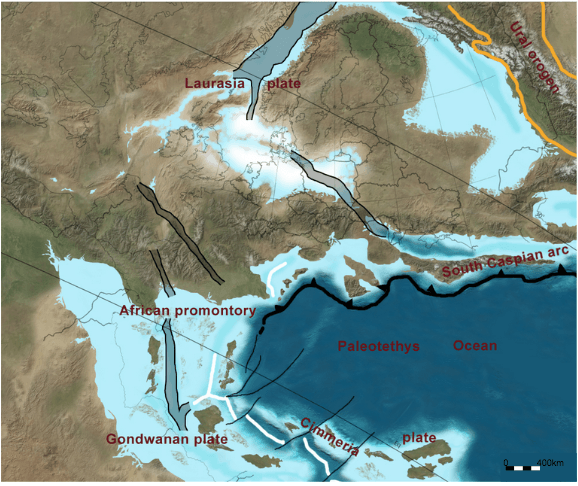 Ural orogen
Laurasia plate
South Caspian arc
African promontory
Paleotethys Ocean
Cimmeria plate
Gondwanan plate
0 400km